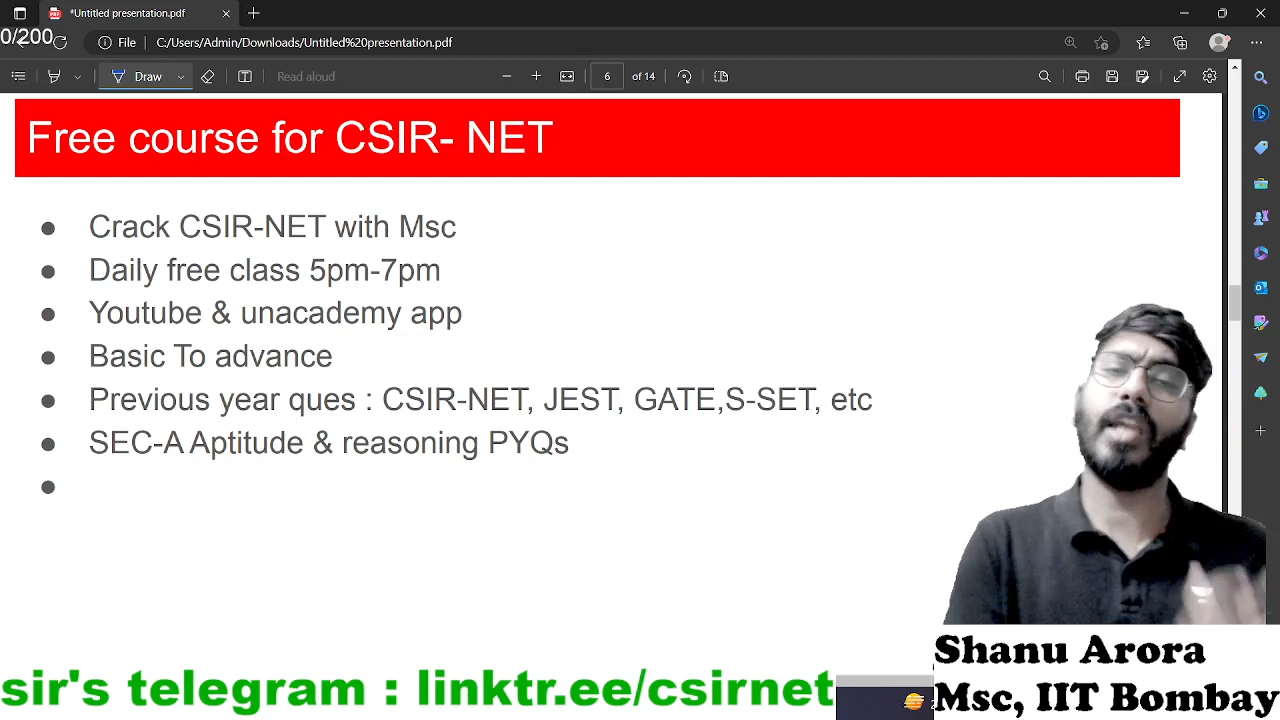 *Untitled presentation.pdf
0/200
File C:/Users/Admin/Downloads/Untitled%20presentation.pdf
Draw Read aloud 6 of 14
Free course for CSIR- NET
Crack CSIR-NET with Msc
Daily free class 5pm-7pm
Youtube & unacademy app
Basic To advance
Previous year ques : CSIR-NET, JEST, GATE,S-SET, etc
SEC-A Aptitude & reasoning PYQs
Shanu Arora
Msc, IIT Bombay
sir's telegram : linktr.ee/csirnet